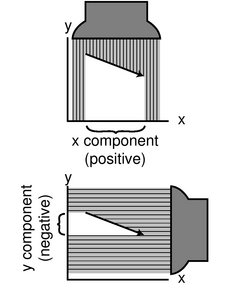 y
x
x component
(positive)
y
y component
(negative)
x